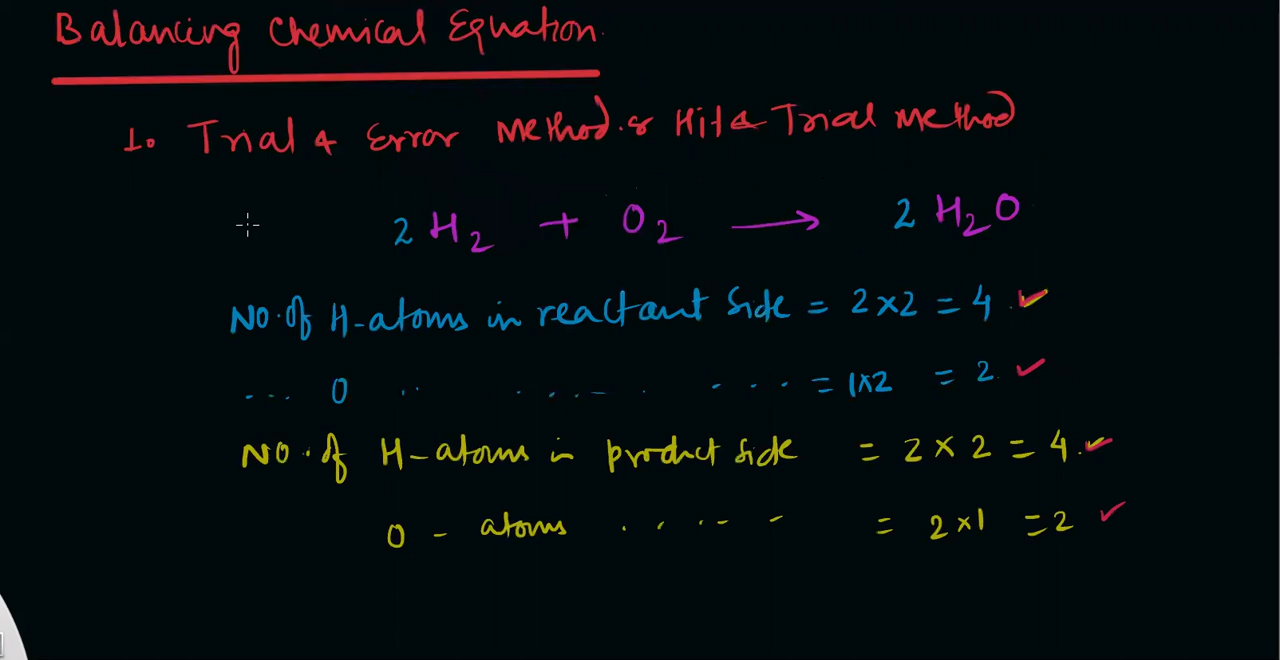 Balancing Chemical Equation.
1. Trial & Error Method. or Hit & Trial Method
2 H2 + O2 → 2 H2O
NO. of H-atoms in reactant side = 2×2 = 4. ✓
... O .. .... .... = 1×2 = 2. ✓
NO. of H-atoms in product side = 2 × 2 = 4. ✓
O - atoms ..... = 2×1 = 2 ✓